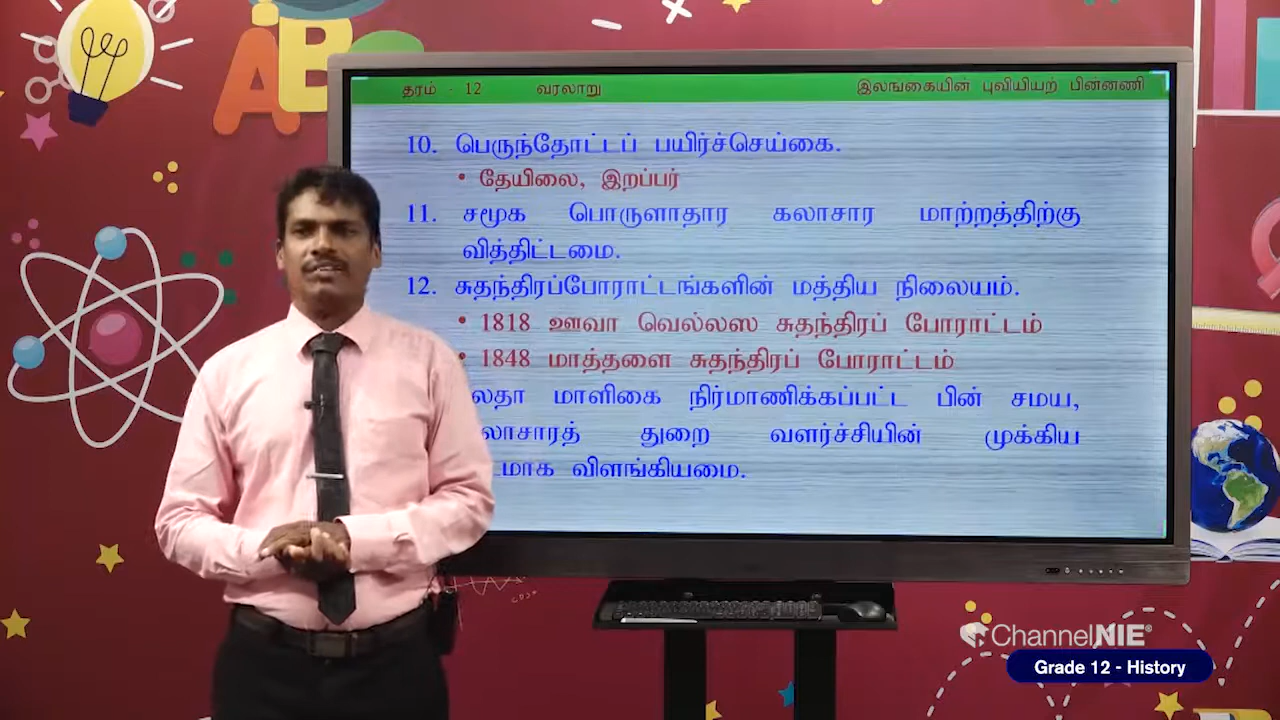 ABC
தரம் - 12 வரலாறு இலங்கையின் புவியியற் பின்னணி
10. பெருந்தோட்டப் பயிர்ச்செய்கை.
• தேயிலை, இறப்பர்
11. சமூக பொருளாதார கலாசார மாற்றத்திற்கு
வித்திட்டமை.
12. சுதந்திரப்போராட்டங்களின் மத்திய நிலையம்.
• 1818 ஊவா வெல்லஸ சுதந்திரப் போராட்டம்
• 1848 மாத்தளை சுதந்திரப் போராட்டம்
மாளிகை நிர்மாணிக்கப்பட்ட பின் சமய,
துறை வளர்ச்சியின் முக்கிய
விளங்கியமை.
ChannelNIE
Grade 12 - History